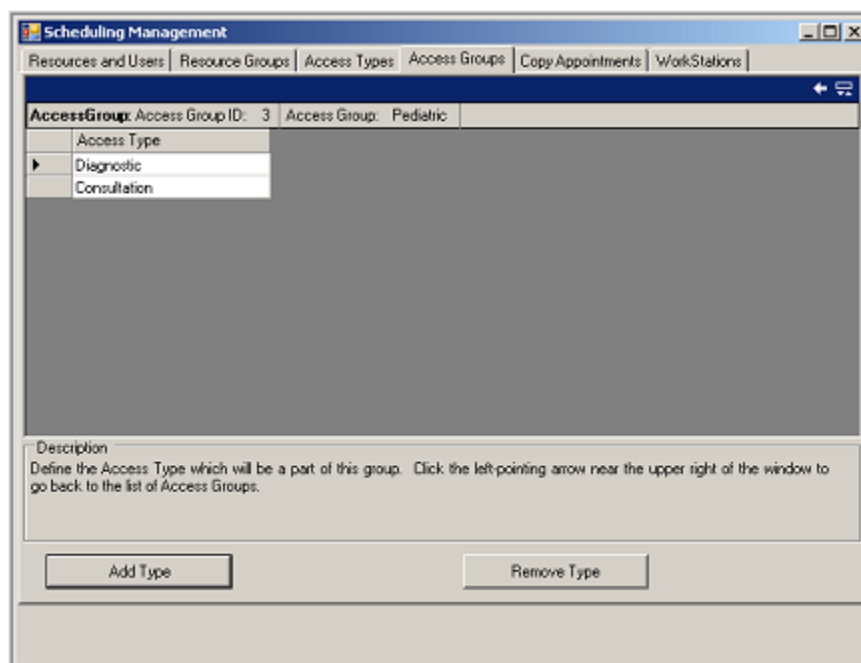 Scheduling Management
Resources and Users Resource Groups Access Types Access Groups Copy Appointments WorkStations
AccessGroup: Access Group ID: 3 Access Group: Pediatric
Access Type
Diagnostic
Consultation
Description
Define the Access Type which will be a part of this group. Click the left-pointing arrow near the upper right of the window to
go back to the list of Access Groups.
Add Type Remove Type